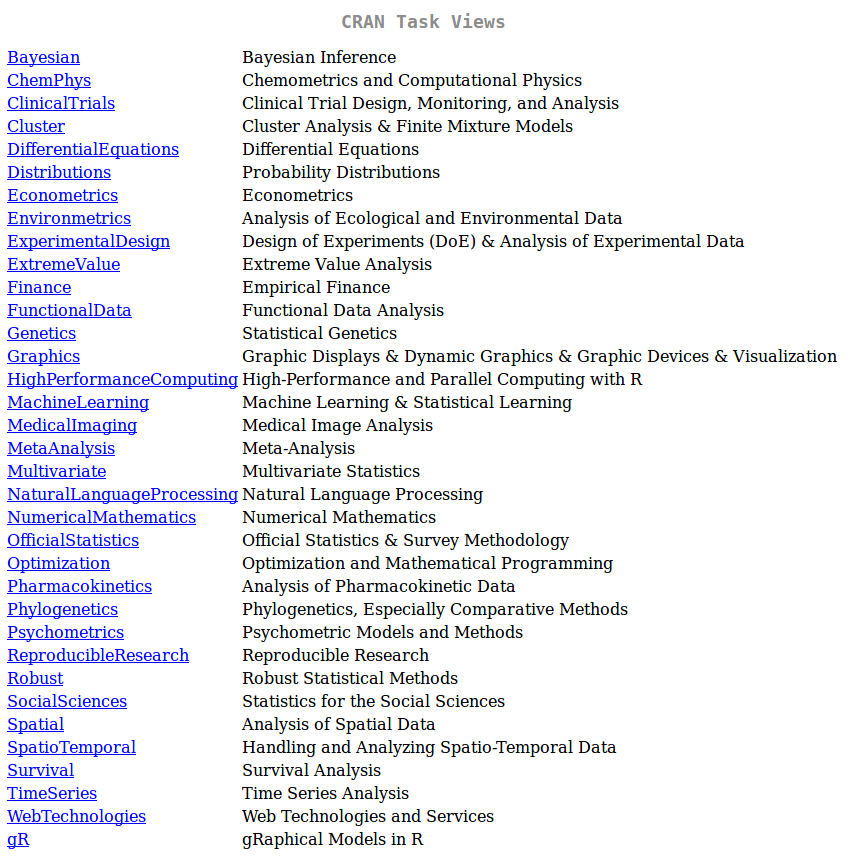 CRAN Task Views
Bayesian Bayesian Inference
ChemPhys Chemometrics and Computational Physics
ClinicalTrials Clinical Trial Design, Monitoring, and Analysis
Cluster Cluster Analysis & Finite Mixture Models
DifferentialEquations Differential Equations
Distributions Probability Distributions
Econometrics Econometrics
Environmetrics Analysis of Ecological and Environmental Data
ExperimentalDesign Design of Experiments (DoE) & Analysis of Experimental Data
ExtremeValue Extreme Value Analysis
Finance Empirical Finance
FunctionalData Functional Data Analysis
Genetics Statistical Genetics
Graphics Graphic Displays & Dynamic Graphics & Graphic Devices & Visualization
HighPerformanceComputing High-Performance and Parallel Computing with R
MachineLearning Machine Learning & Statistical Learning
MedicalImaging Medical Image Analysis
MetaAnalysis Meta-Analysis
Multivariate Multivariate Statistics
NaturalLanguageProcessing Natural Language Processing
NumericalMathematics Numerical Mathematics
OfficialStatistics Official Statistics & Survey Methodology
Optimization Optimization and Mathematical Programming
Pharmacokinetics Analysis of Pharmacokinetic Data
Phylogenetics Phylogenetics, Especially Comparative Methods
Psychometrics Psychometric Models and Methods
ReproducibleResearch Reproducible Research
Robust Robust Statistical Methods
SocialSciences Statistics for the Social Sciences
Spatial Analysis of Spatial Data
SpatioTemporal Handling and Analyzing Spatio-Temporal Data
Survival Survival Analysis
TimeSeries Time Series Analysis
WebTechnologies Web Technologies and Services
gR gRaphical Models in R